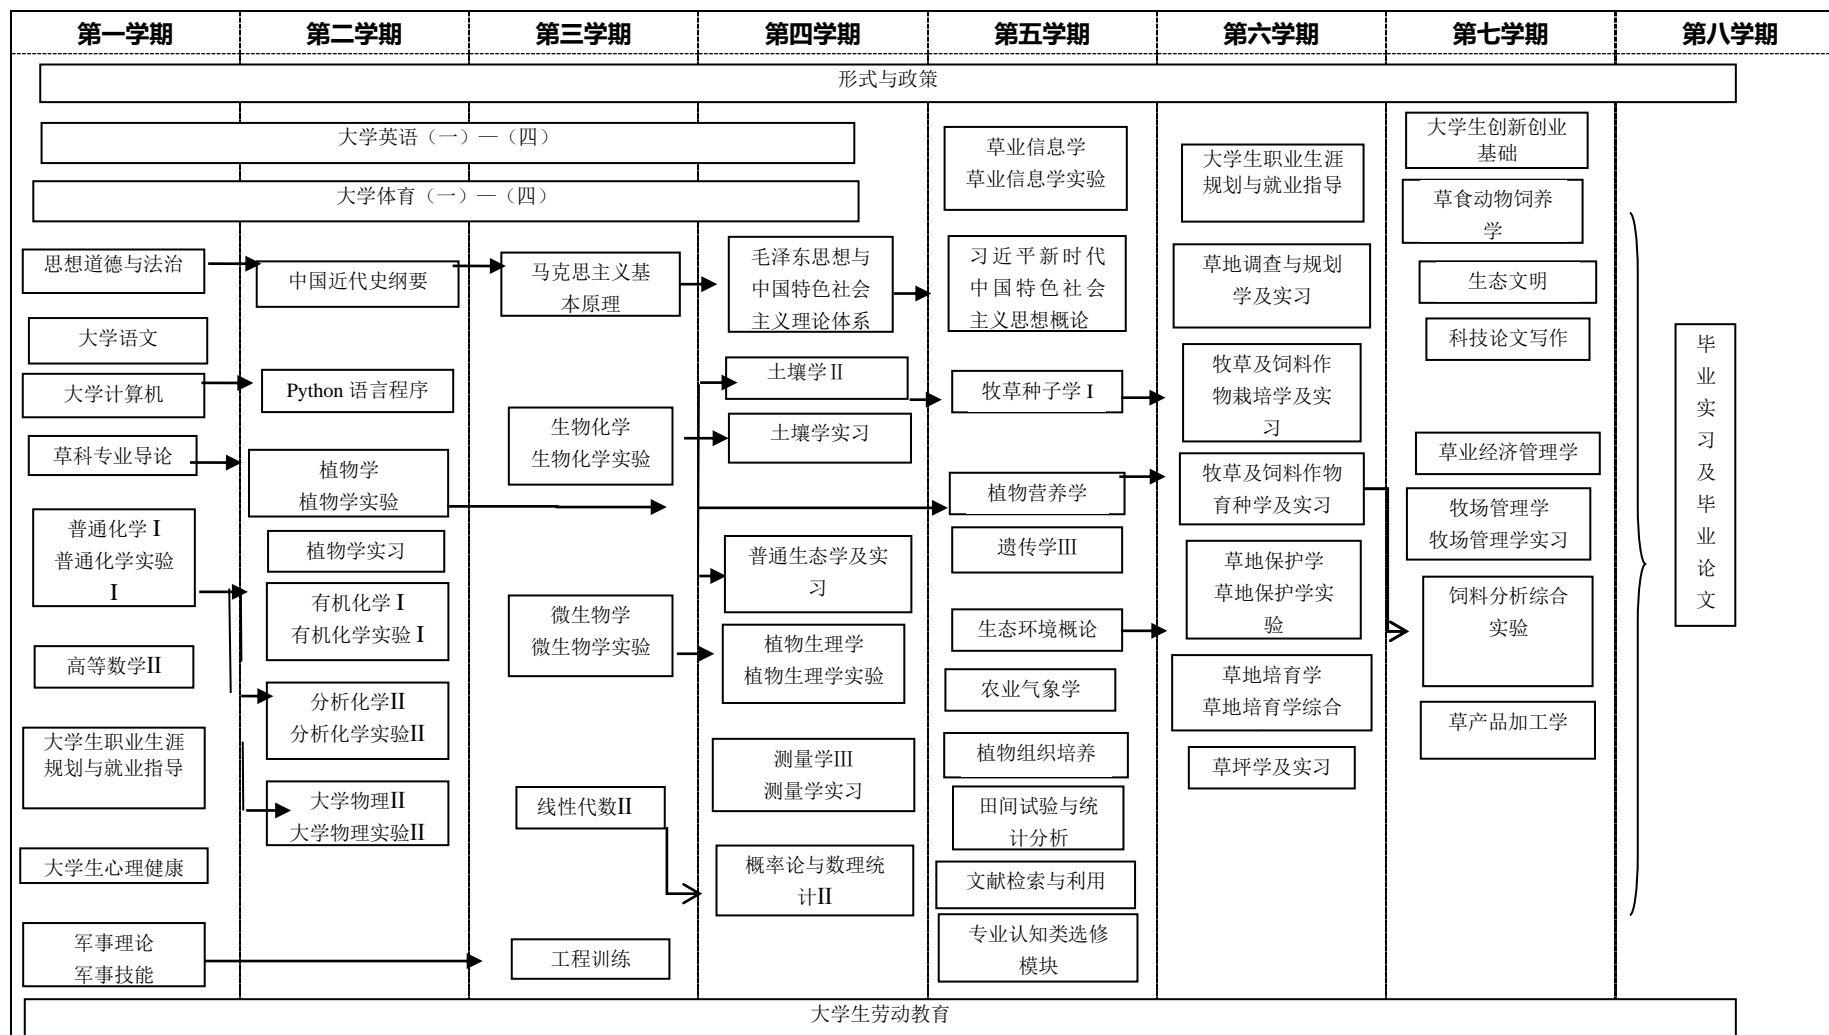 第一学期
第二学期
第三学期
第四学期
第五学期
第六学期
第七学期
第八学期
形式与政策
大学英语（一）—（四）
大学体育（一）—（四）
思想道德与法治
大学语文
大学计算机
草科专业导论
普通化学 I
普通化学实验
I
高等数学II
大学生职业生涯
规划与就业指导
大学生心理健康
军事理论
军事技能
中国近代史纲要
Python 语言程序
植物学
植物学实验
植物学实习
有机化学 I
有机化学实验 I
分析化学II
分析化学实验II
大学物理II
大学物理实验II
马克思主义基
本原理
生物化学
生物化学实验
微生物学
微生物学实验
线性代数II
工程训练
毛泽东思想与
中国特色社会
主义理论体系
土壤学Ⅱ
土壤学实习
普通生态学及实
习
植物生理学
植物生理学实验
测量学III
测量学实习
概率论与数理统
计II
草业信息学
草业信息学实验
习近平新时代
中国特色社会
主义思想概论
牧草种子学 I
植物营养学
遗传学III
生态环境概论
农业气象学
植物组织培养
田间试验与统
计分析
文献检索与利用
专业认知类选修
模块
大学生职业生涯
规划与就业指导
草地调查与规划
学及实习
牧草及饲料作
物栽培学及实
习
牧草及饲料作物
育种学及实习
草地保护学
草地保护学实
验
草地培育学
草地培育学综合
草坪学及实习
大学生创新创业
基础
草食动物饲养
学
生态文明
科技论文写作
草业经济管理学
牧场管理学
牧场管理学实习
饲料分析综合
实验
草产品加工学
毕
业
实
习
及
毕
业
论
文
大学生劳动教育